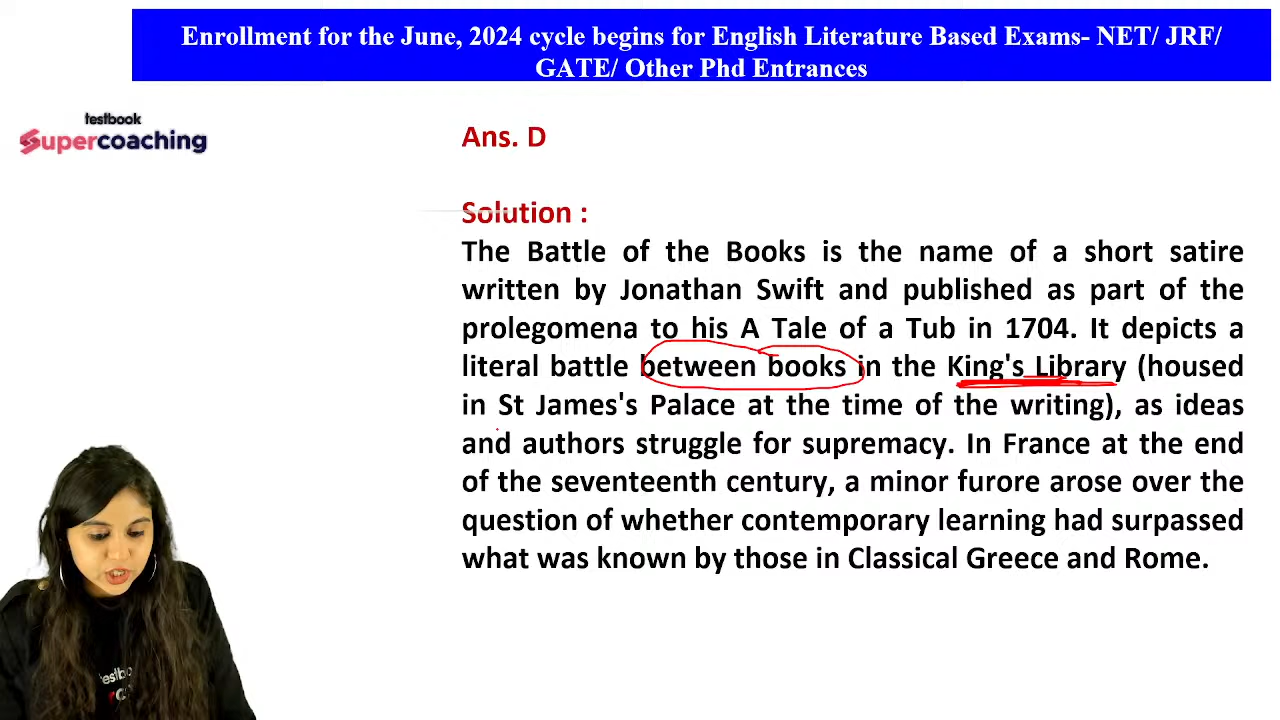 Enrollment for the June, 2024 cycle begins for English Literature Based Exams- NET/ JRF/
GATE/ Other Phd Entrances
testbook
Supercoaching
Ans. D
Solution :
The Battle of the Books is the name of a short satire
written by Jonathan Swift and published as part of the
prolegomena to his A Tale of a Tub in 1704. It depicts a
literal battle between books in the King's Library (housed
in St James's Palace at the time of the writing), as ideas
and authors struggle for supremacy. In France at the end
of the seventeenth century, a minor furore arose over the
question of whether contemporary learning had surpassed
what was known by those in Classical Greece and Rome.